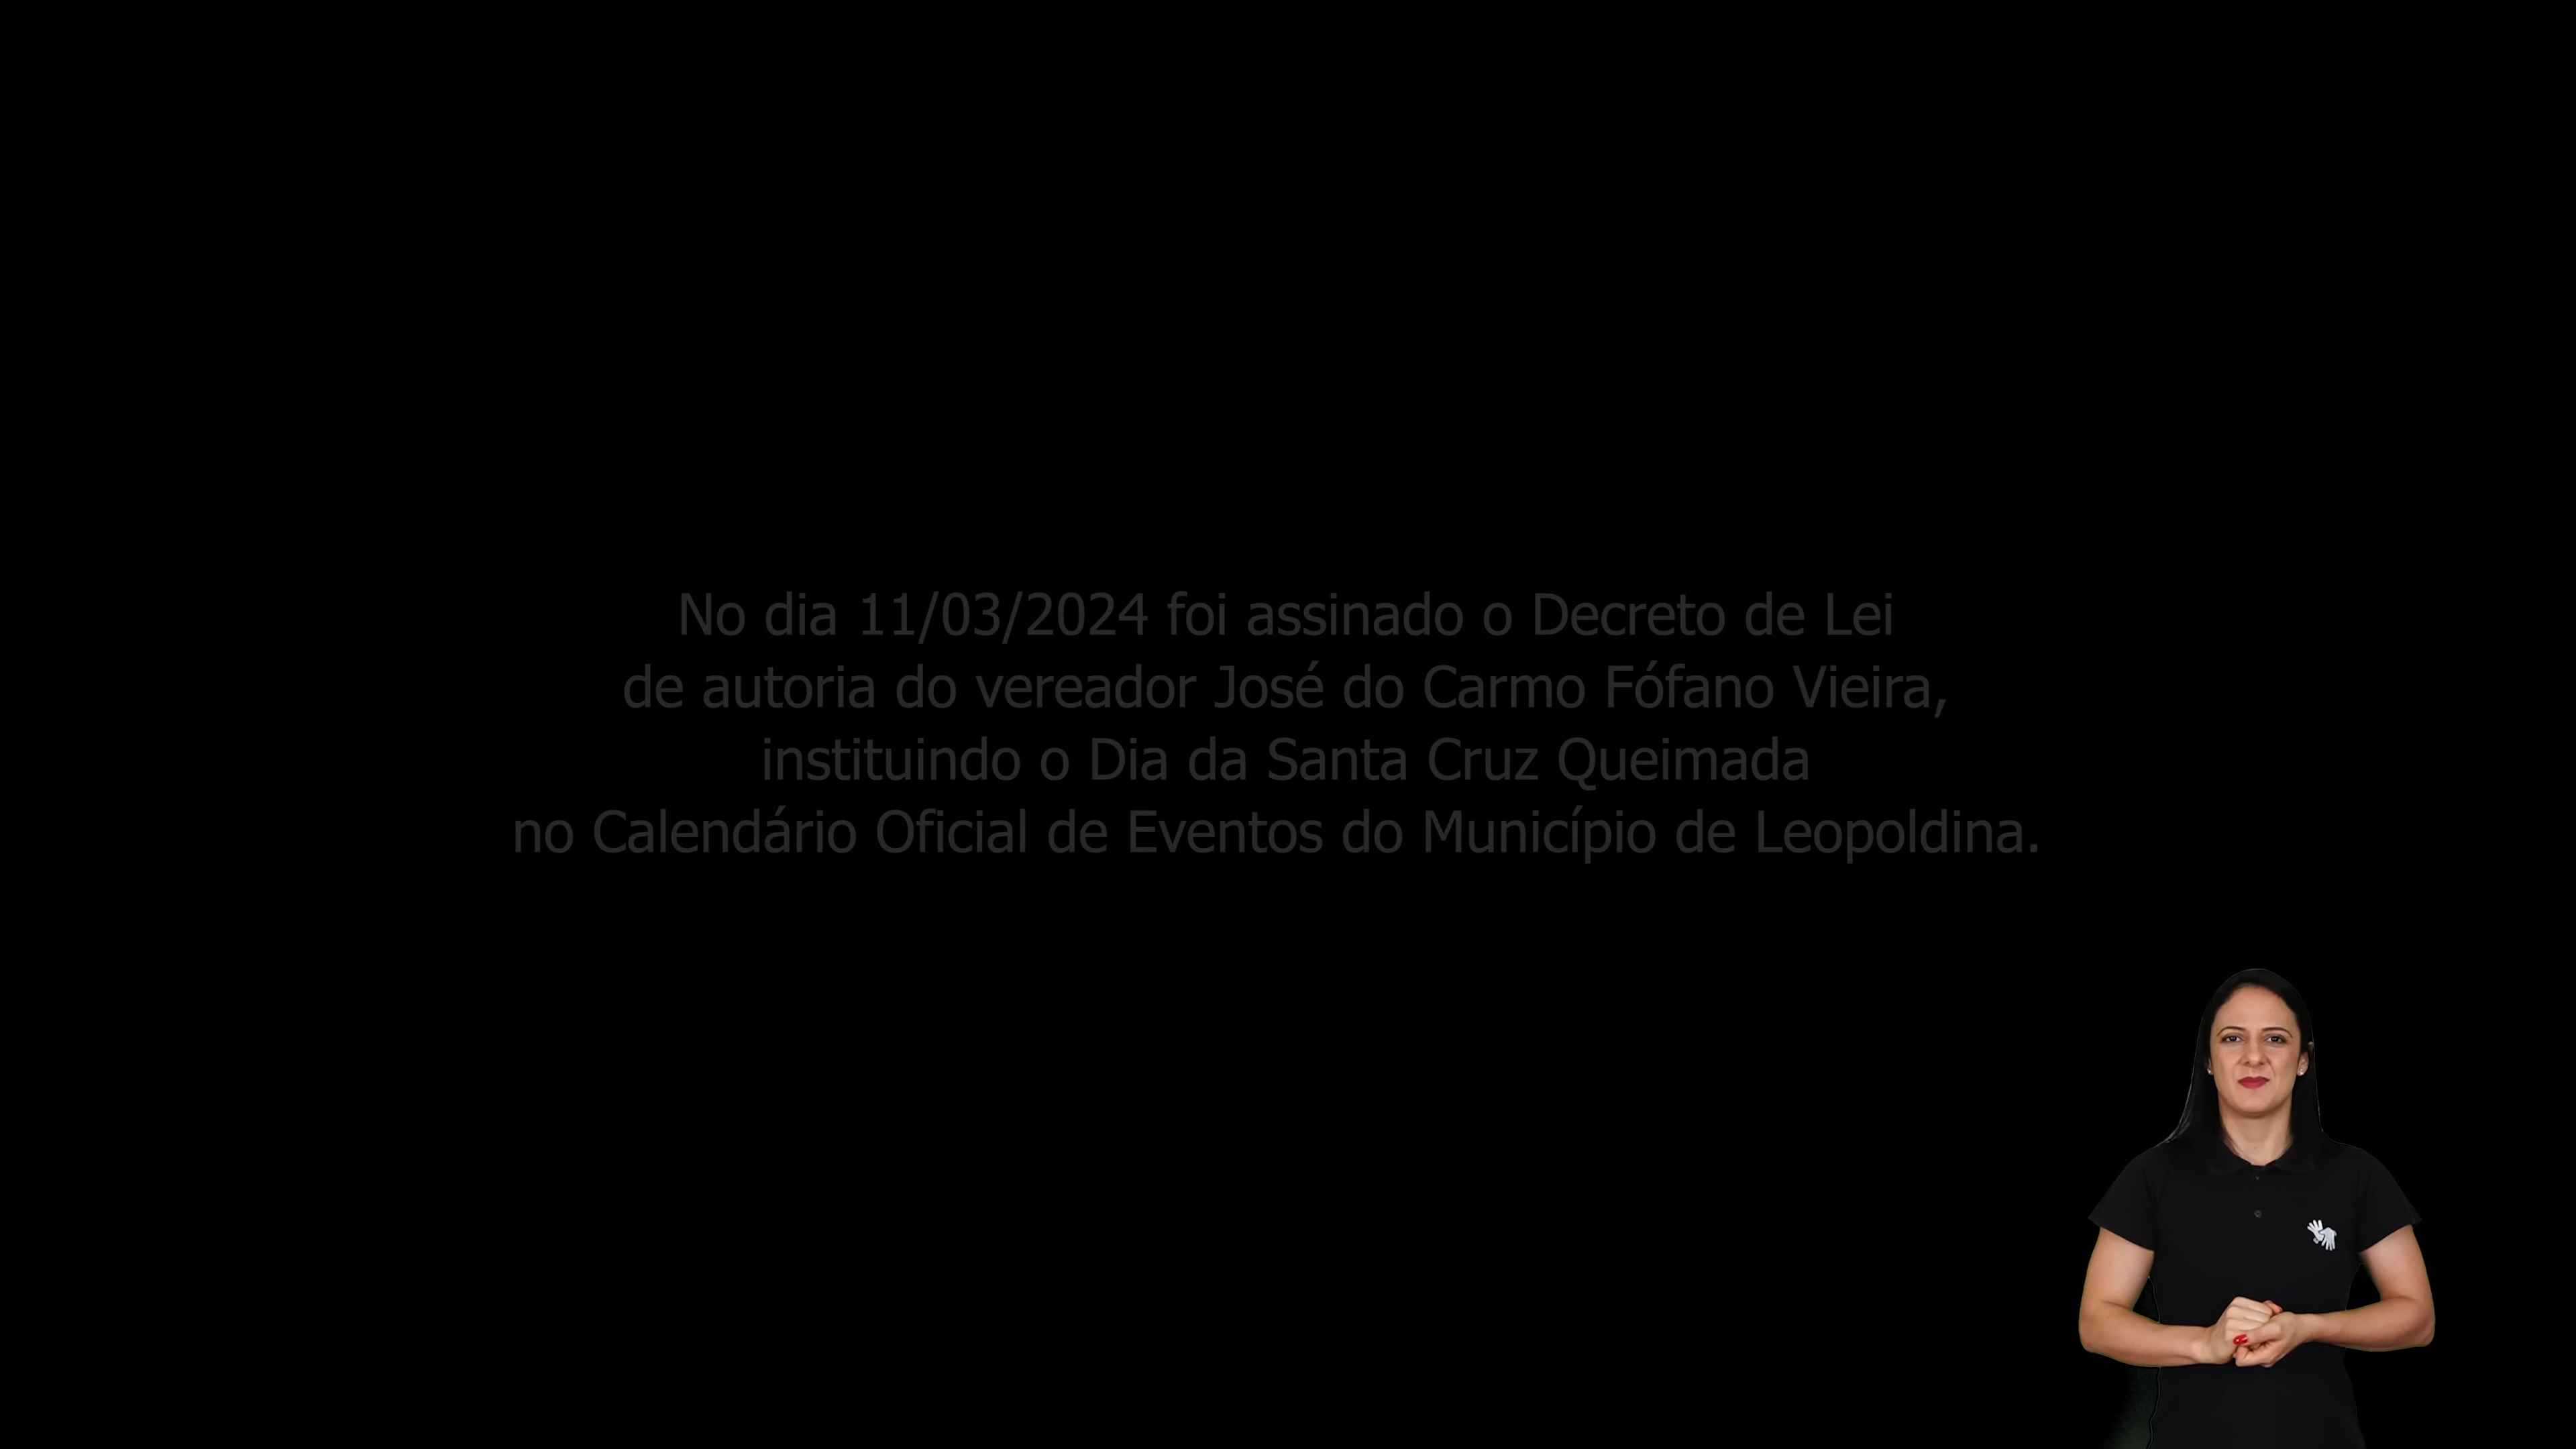 No dia 11/03/2024 foi assinado o Decreto de Lei
de autoria do vereador José do Carmo Fófano Vieira,
instituindo o Dia da Santa Cruz Queimada
no Calendário Oficial de Eventos do Município de Leopoldina.